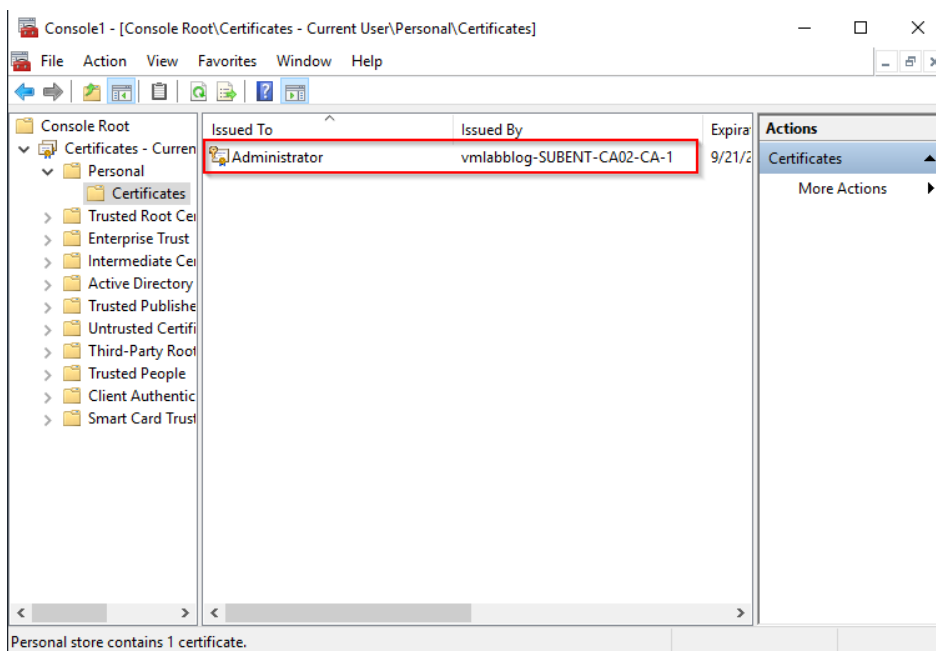 Console1 - [Console Root\Certificates - Current User\Personal\Certificates]
File Action View Favorites Window Help
Console Root
Certificates - Curren
Personal
Certificates
Trusted Root Cer
Enterprise Trust
Intermediate Cer
Active Directory
Trusted Publishe
Untrusted Certifi
Third-Party Root
Trusted People
Client Authentic
Smart Card Trust
Issued To Issued By Expirat
Administrator vmlabblog-SUBENT-CA02-CA-1 9/21/2
Actions
Certificates
More Actions
Personal store contains 1 certificate.